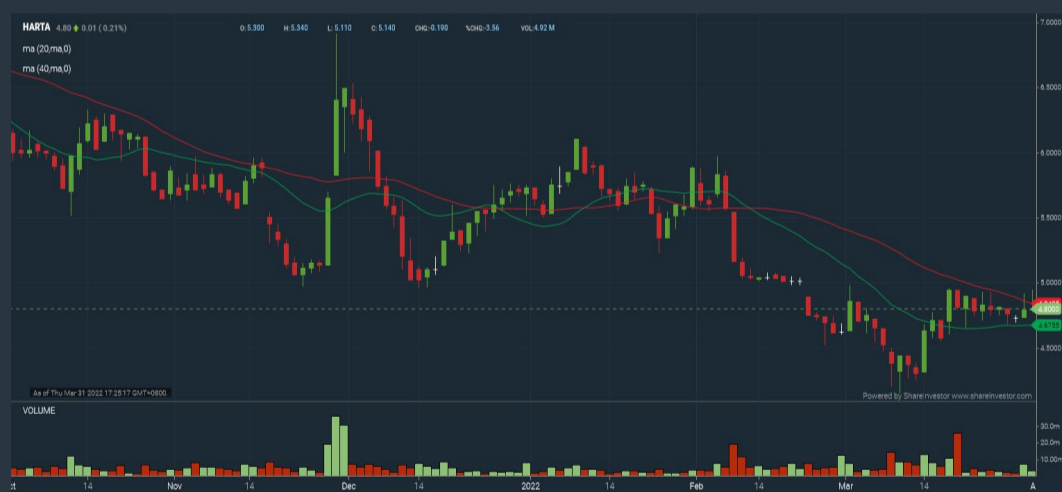 HARTA 4.80 0.01 ( 0.21%) O: 5.300 H: 5.340 L: 5.110 C: 5.140 CHG:-0.190 %CHG:-3.56 VOL:4.92 M
ma (20,ma,0)
ma (40,ma,0)
7.0000
6.5000
6.0000
5.5000
5.0000
4.8000
4.6755
4.5000
As of Thu Mar 31 2022 17:25:17 GMT+0800.
Powered by ShareInvestor www.shareinvestor.com
VOLUME
30.0m
20.0m
10.00m
14 Nov 14 Dec 14 2022 14 Feb 14 Mar 14 A